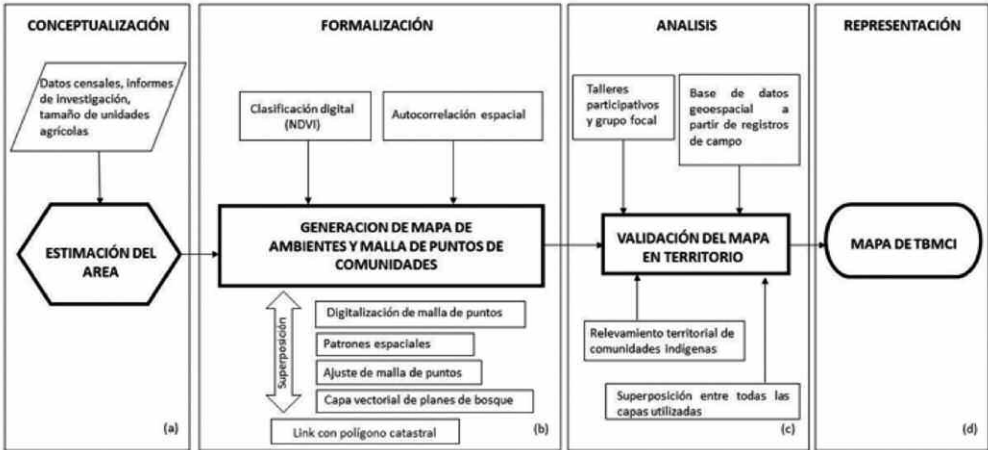 CONCEPTUALIZACIÓN
Datos censales, informes
de investigación,
tamaño de unidades
agrícolas
ESTIMACIÓN DEL
AREA
(a)
FORMALIZACIÓN
Clasificación digital
(NDVI)
Autocorrelación espacial
GENERACION DE MAPA DE
AMBIENTES Y MALLA DE PUNTOS DE
COMUNIDADES
Superposición
Digitalización de malla de puntos
Patrones espaciales
Ajuste de malla de puntos
Capa vectorial de planes de bosque
Link con polígono catastral
(b)
ANALISIS
Talleres
participativos
y grupo focal
Base de datos
geoespacial a
partir de registros
de campo
VALIDACIÓN DEL MAPA
EN TERRITORIO
Relevamiento territorial de
comunidades indígenas
Superposición entre todas las
capas utilizadas
(c)
REPRESENTACIÓN
MAPA DE TBMCI
(d)